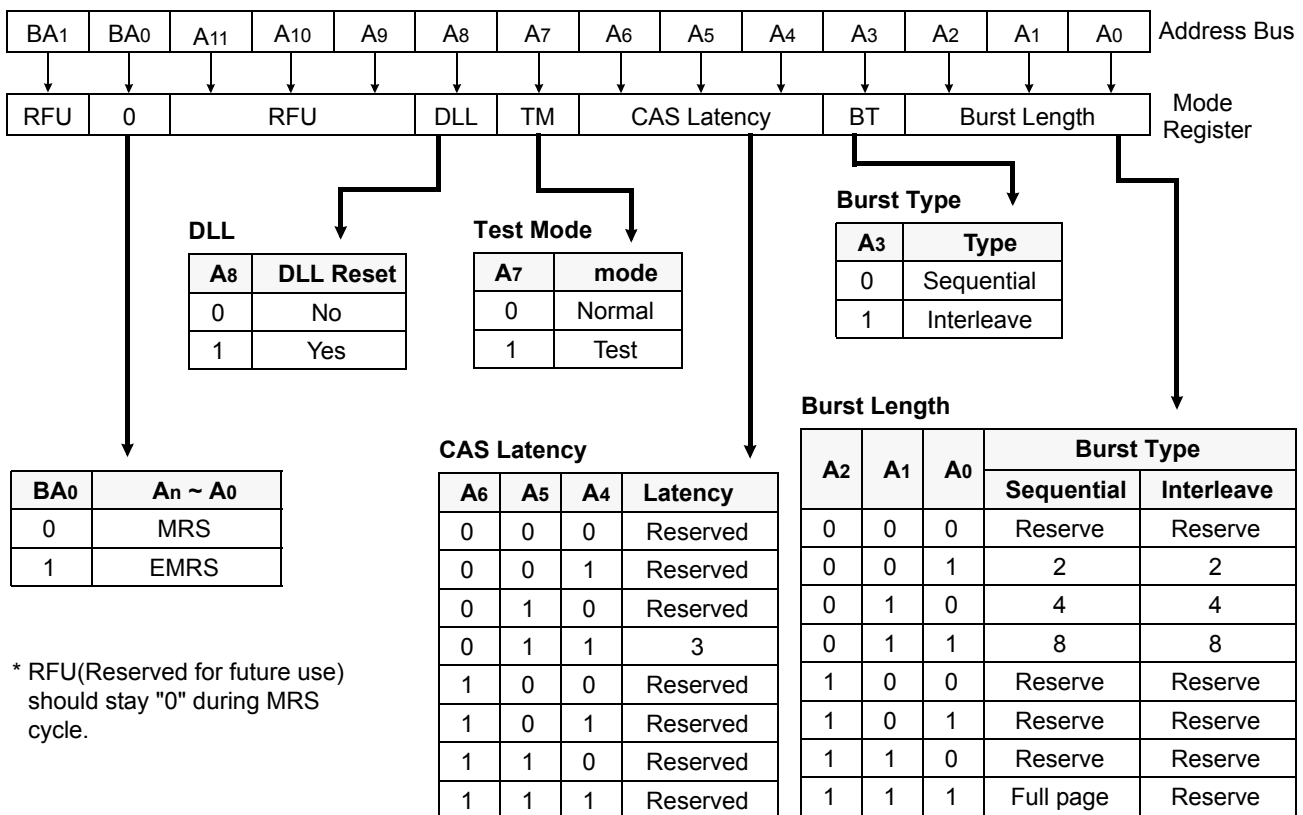 BA1 BA0 A11 A10 A9 A8 A7 A6 A5 A4 A3 A2 A1 A0 Address Bus
RFU 0 RFU DLL TM CAS Latency BT Burst Length Mode Register
DLL
A8 DLL Reset
0 No
1 Yes
Test Mode
A7 mode
0 Normal
1 Test
Burst Type
A3 Type
0 Sequential
1 Interleave
BA0 An ~ A0
0 MRS
1 EMRS
* RFU(Reserved for future use)
should stay "0" during MRS
cycle.
CAS Latency
A6 A5 A4 Latency
0 0 0 Reserved
0 0 1 Reserved
0 1 0 Reserved
0 1 1 3
1 0 0 Reserved
1 0 1 Reserved
1 1 0 Reserved
1 1 1 Reserved
Burst Length
A2 A1 A0 Burst Type
Sequential Interleave
0 0 0 Reserve Reserve
0 0 1 2 2
0 1 0 4 4
0 1 1 8 8
1 0 0 Reserve Reserve
1 0 1 Reserve Reserve
1 1 0 Reserve Reserve
1 1 1 Full page Reserve